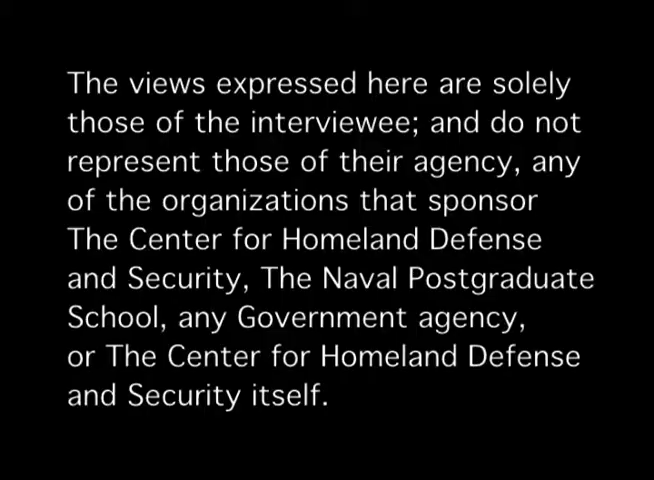 The views expressed here are solely
those of the interviewee; and do not
represent those of their agency, any
of the organizations that sponsor
The Center for Homeland Defense
and Security, The Naval Postgraduate
School, any Government agency,
or The Center for Homeland Defense
and Security itself.